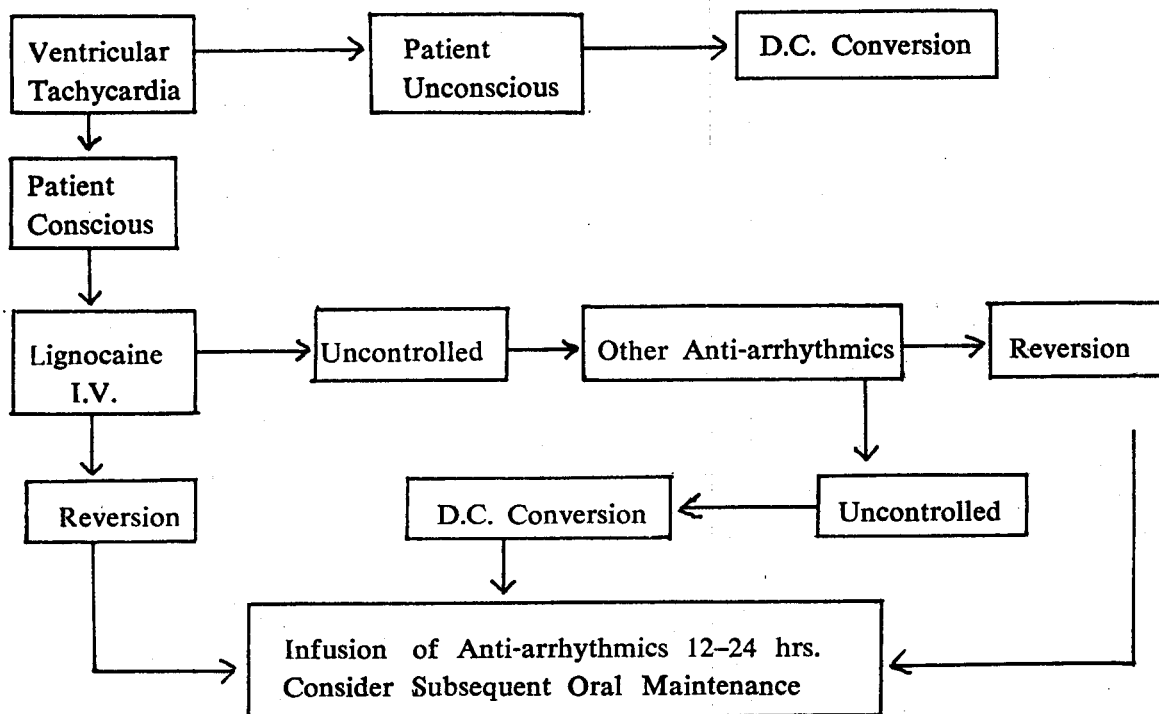 Ventricular
Tachycardia
Patient
Unconscious
D.C. Conversion
Patient
Conscious
Lignocaine
I.V.
Uncontrolled
Other Anti-arrhythmics
Reversion
Reversion
D.C. Conversion
Uncontrolled
Infusion of Anti-arrhythmics 12–24 hrs.
Consider Subsequent Oral Maintenance